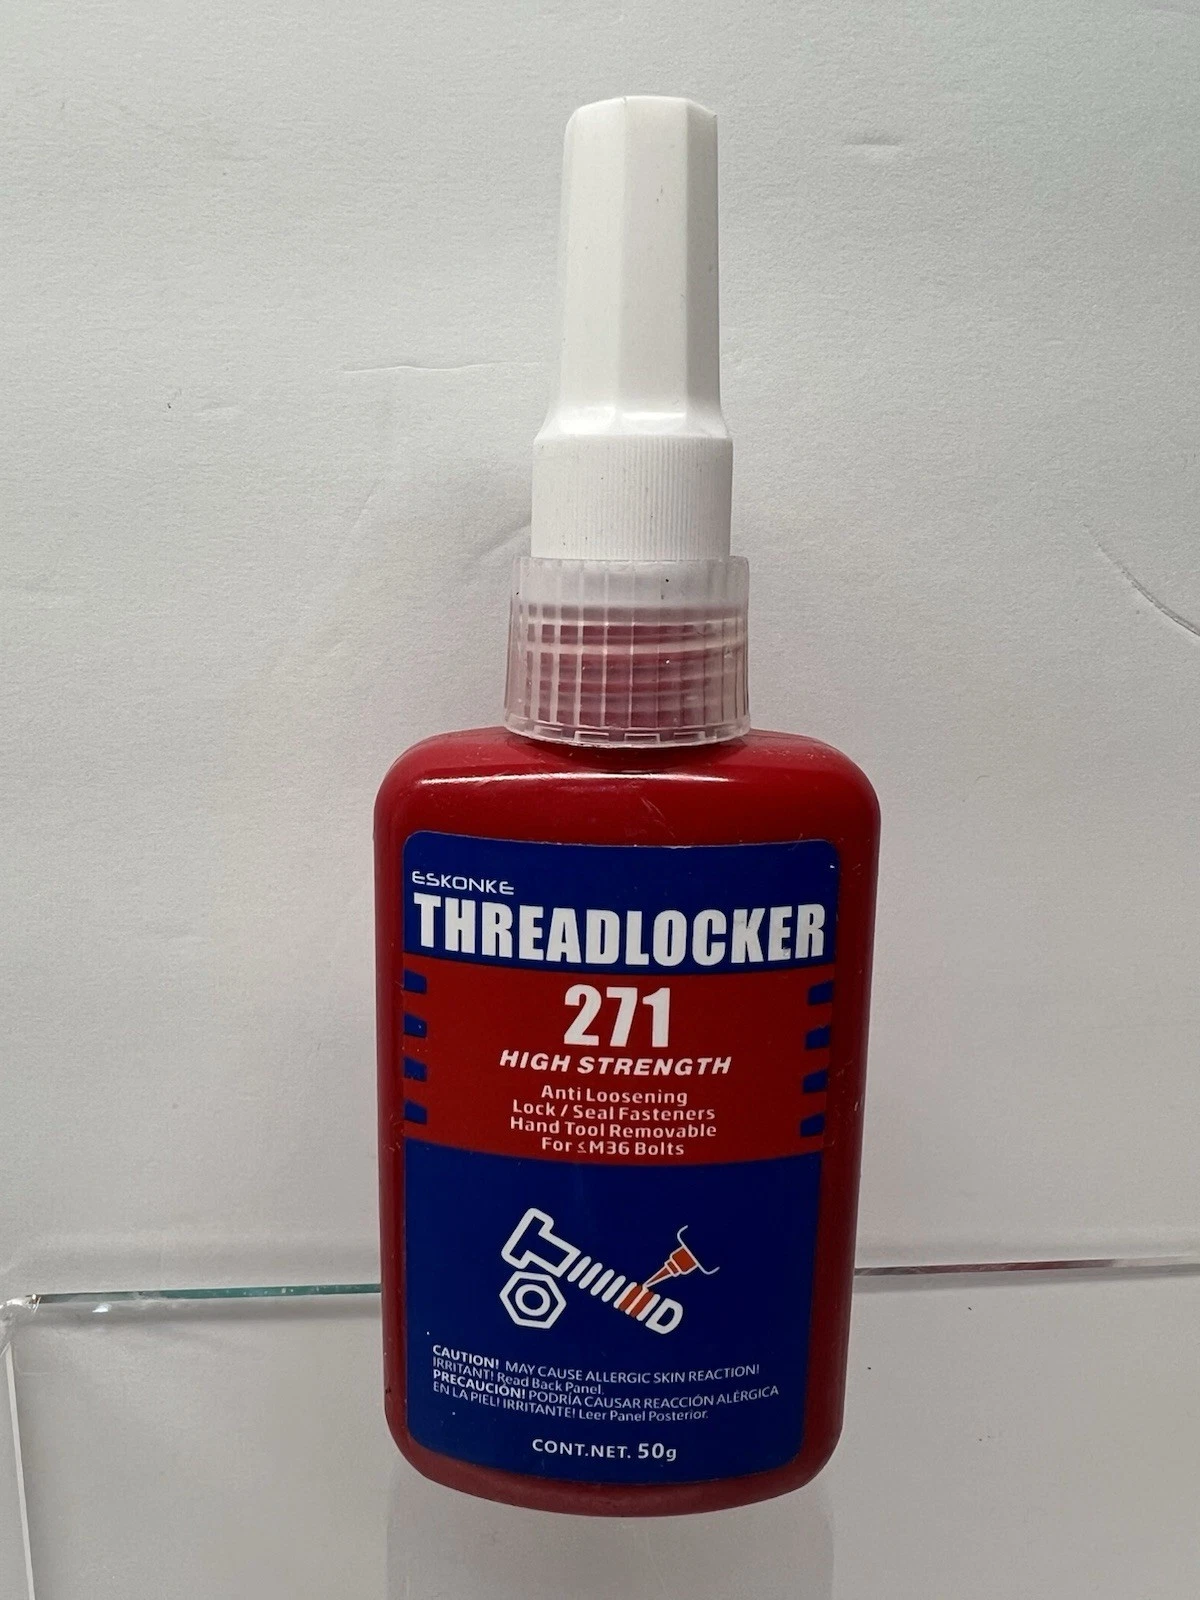 ESKONKE
THREADLOCKER
271
HIGH STRENGTH
Anti Loosening
Lock / Seal Fasteners
Hand Tool Removable
For ≤M36 Bolts
CAUTION! MAY CAUSE ALLERGIC SKIN REACTION!
IRRITANT! Read Back Panel.
PRECAUCIÓN! PODRÍA CAUSAR REACCIÓN ALÉRGICA
EN LA PIEL! IRRITANTE! Leer Panel Posterior.
CONT.NET. 50g